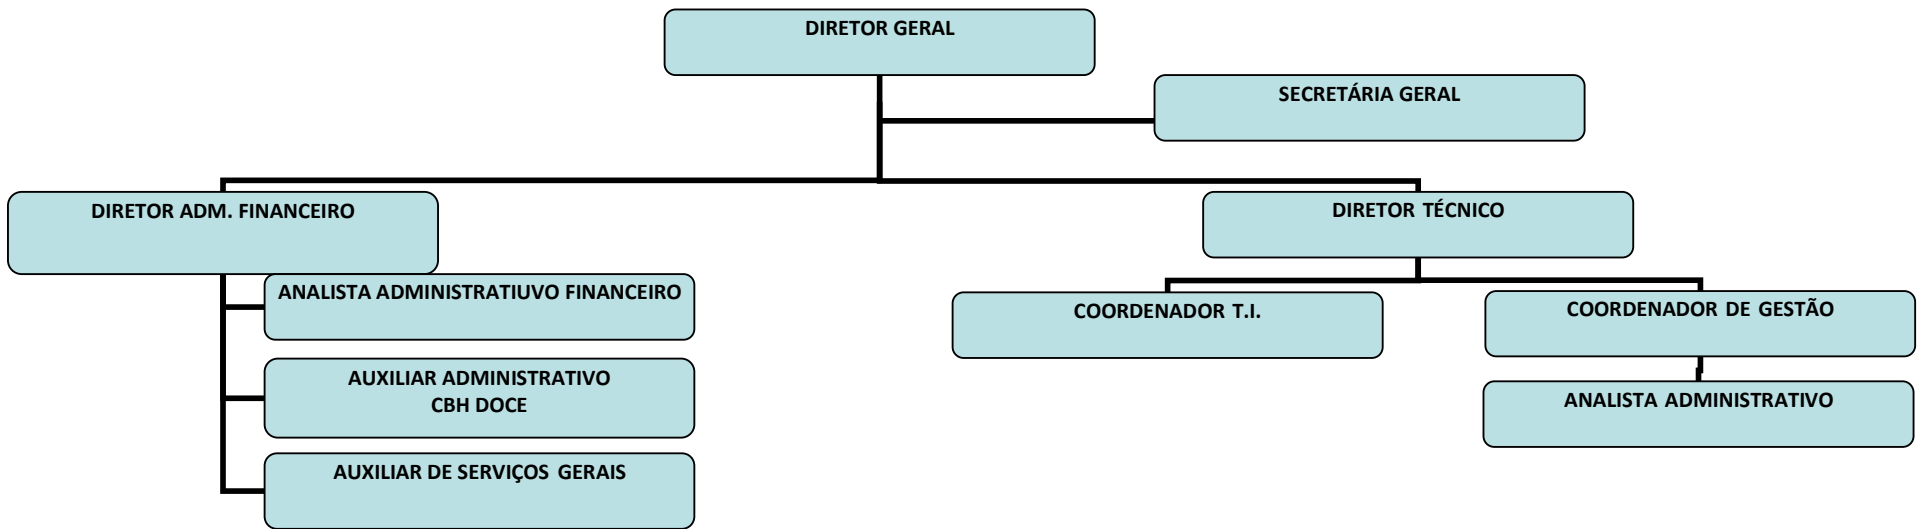 DIRETOR GERAL
SECRETÁRIA GERAL
DIRETOR ADM. FINANCEIRO
DIRETOR TÉCNICO
ANALISTA ADMINISTRATIUVO FINANCEIRO
COORDENADOR T.I.
COORDENADOR DE GESTÃO
AUXILIAR ADMINISTRATIVO
CBH DOCE
ANALISTA ADMINISTRATIVO
AUXILIAR DE SERVIÇOS GERAIS